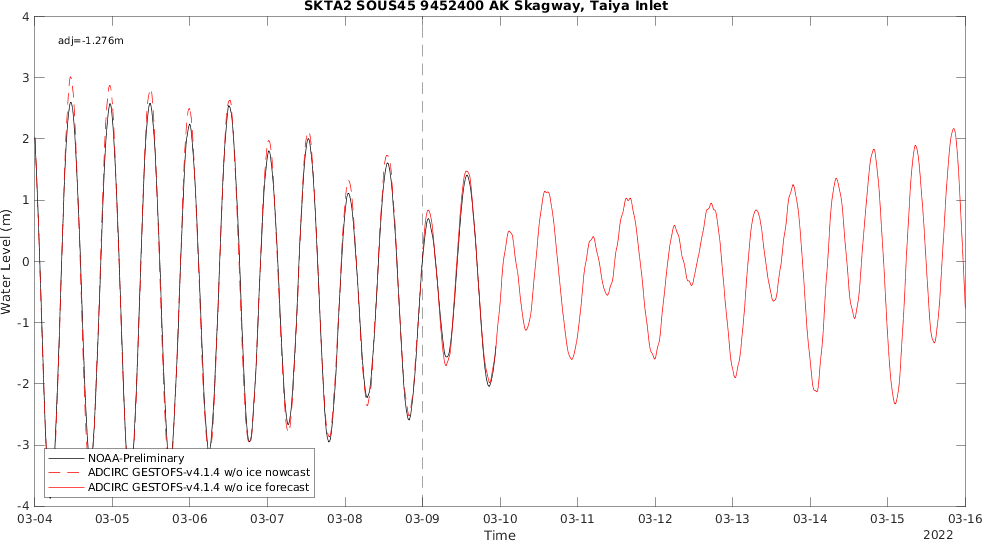 SKTA2 SOUS45 9452400 AK Skagway, Taiya Inlet
adj=-1.276m
4
3
2
1
0
-1
-2
-3
-4
Water Level (m)
NOAA-Preliminary
ADCIRC GESTOFS-v4.1.4 w/o ice nowcast
ADCIRC GESTOFS-v4.1.4 w/o ice forecast
03-04 03-05 03-06 03-07 03-08 03-09 03-10 03-11 03-12 03-13 03-14 03-15 03-16
Time
2022